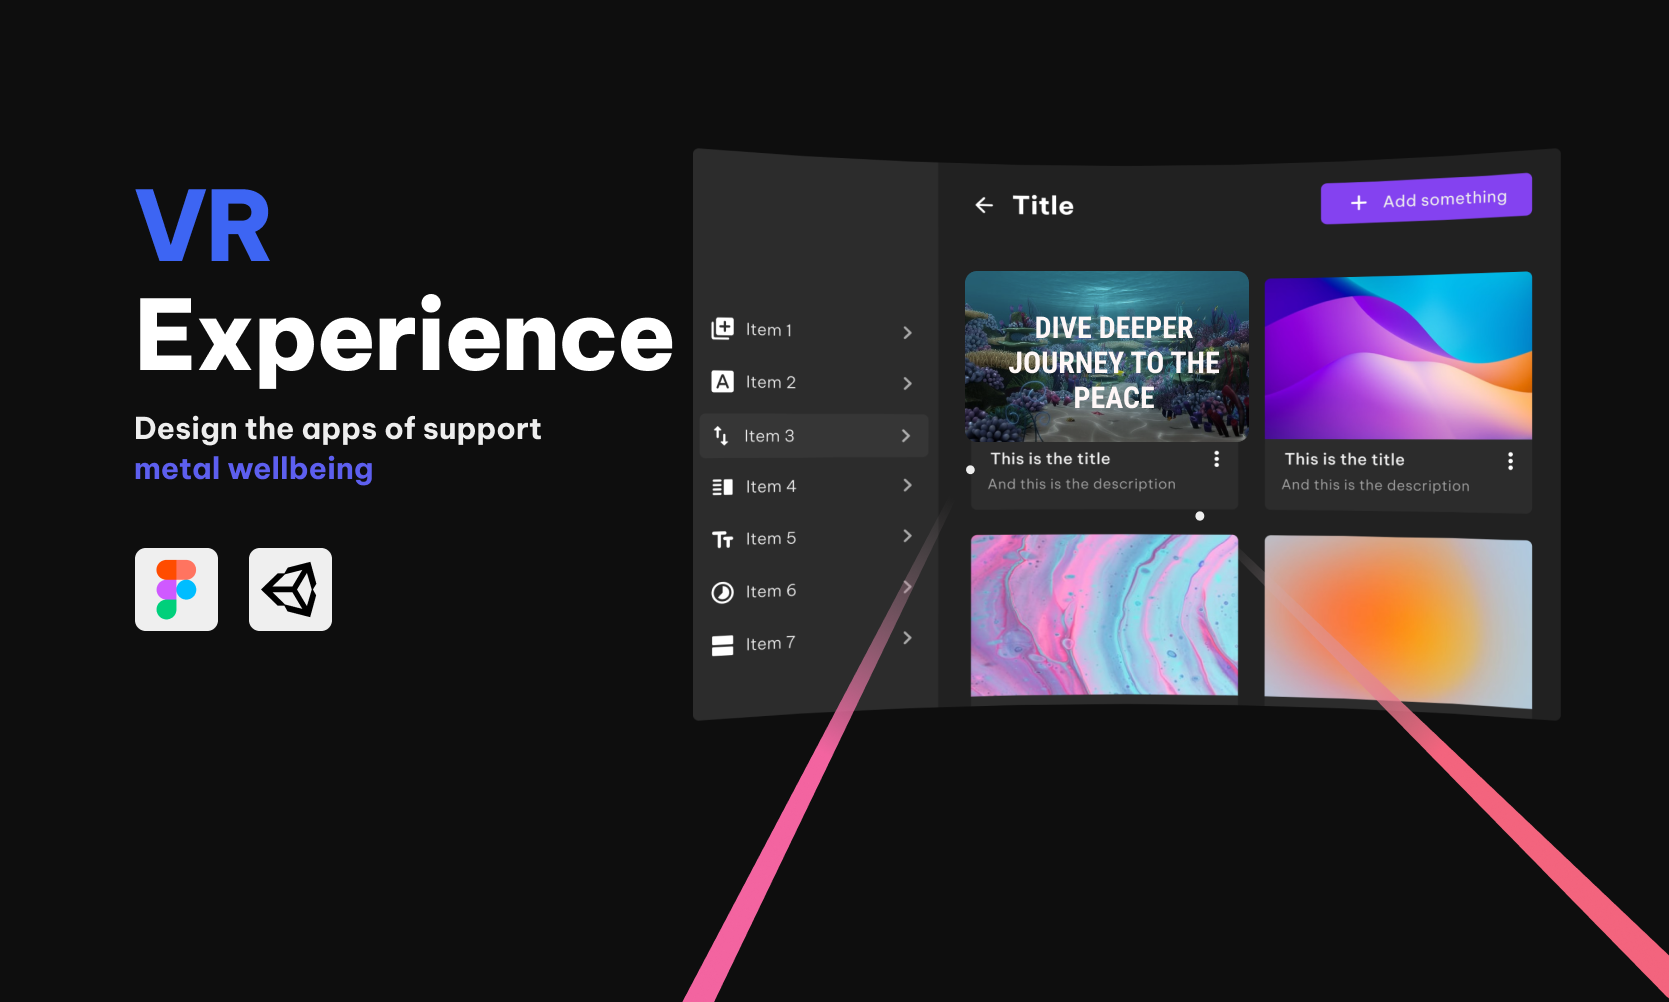 VR
Experience
Design the apps of support
metal wellbeing
Item 1
Item 2
Item 3
Item 4
Item 5
Item 6
Item 7
Title
Add something
DIVE DEEPER
JOURNEY TO THE
PEACE
This is the title
And this is the description
This is the title
And this is the description